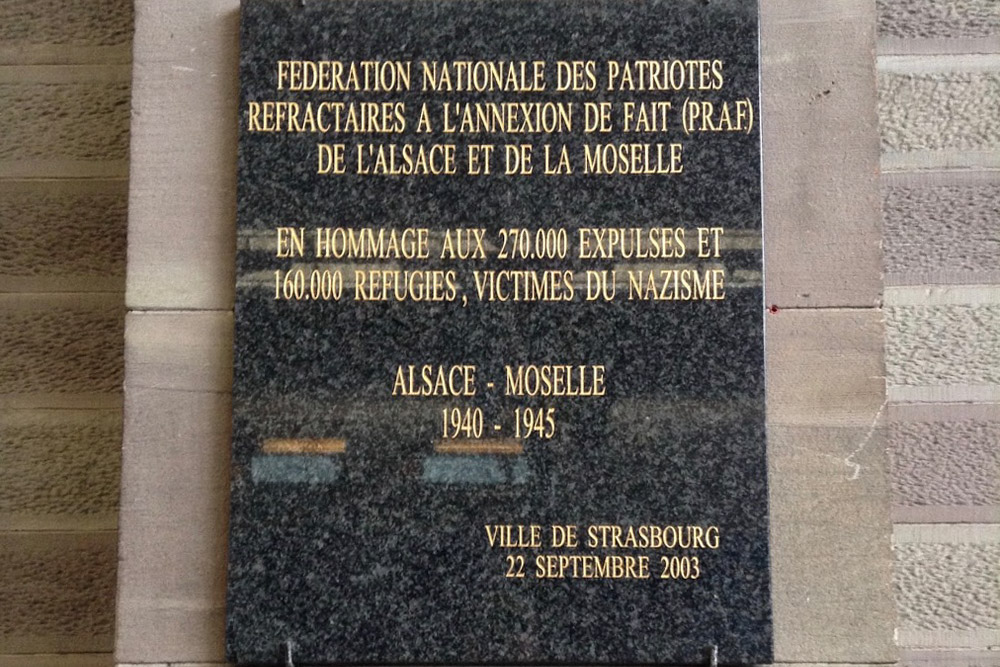 FEDERATION NATIONALE DES PATRIOTES
REFRACTAIRES A L'ANNEXION DE FAIT (P.R.A.F.)
DE L'ALSACE ET DE LA MOSELLE
EN HOMMAGE AUX 270.000 EXPULSES ET
160.000 REFUGIES, VICTIMES DU NAZISME
ALSACE - MOSELLE
1940 - 1945
VILLE DE STRASBOURG
22 SEPTEMBRE 2003